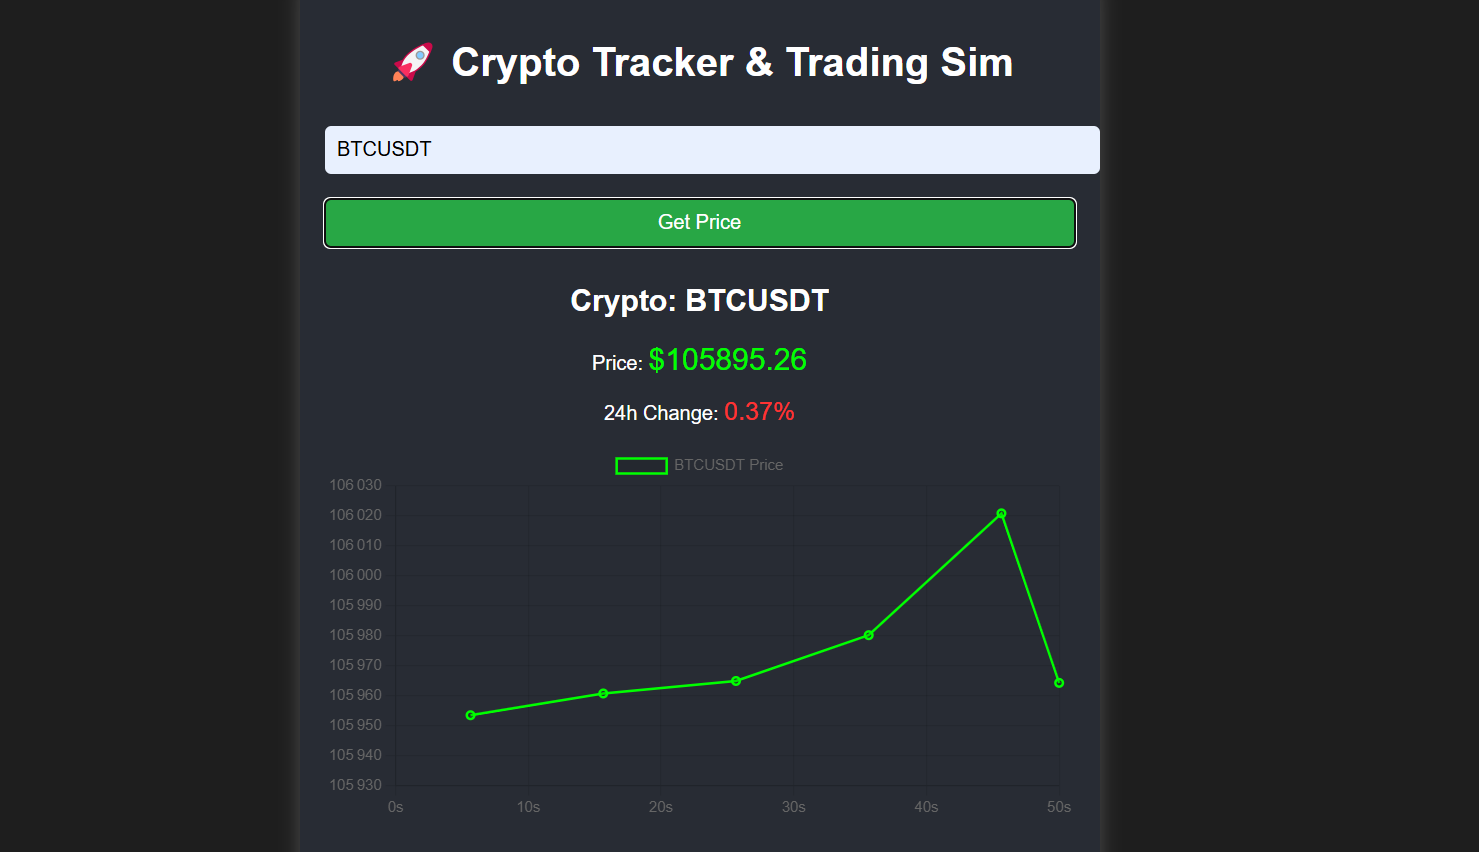 🚀 Crypto Tracker & Trading Sim
BTCUSDT
Get Price
Crypto: BTCUSDT
Price: $105895.26
24h Change: 0.37%
BTCUSDT Price
106 030
106 020
106 010
106 000
105 990
105 980
105 970
105 960
105 950
105 940
105 930
0s 10s 20s 30s 40s 50s